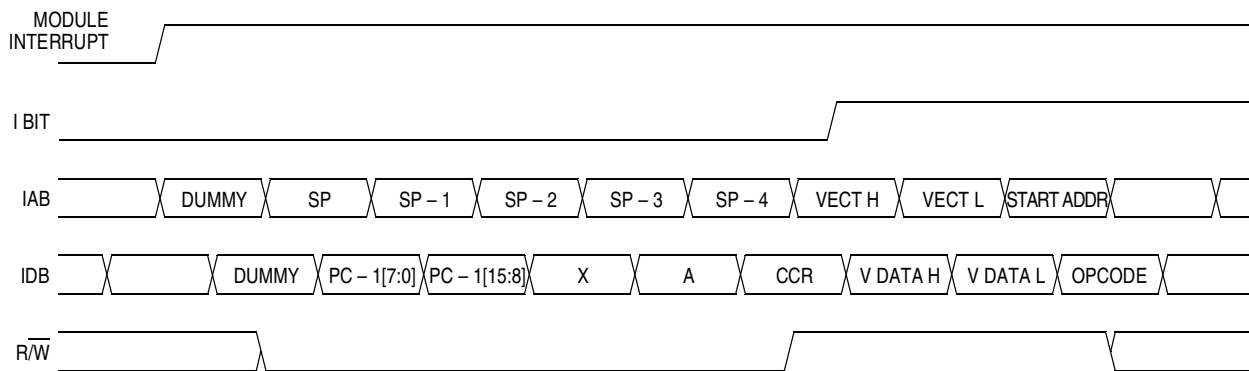 MODULE
INTERRUPT
I BIT
IAB DUMMY SP SP – 1 SP – 2 SP – 3 SP – 4 VECT H VECT L START ADDR
IDB DUMMY PC – 1[7:0] PC – 1[15:8] X A CCR V DATA H V DATA L OPCODE
R/W